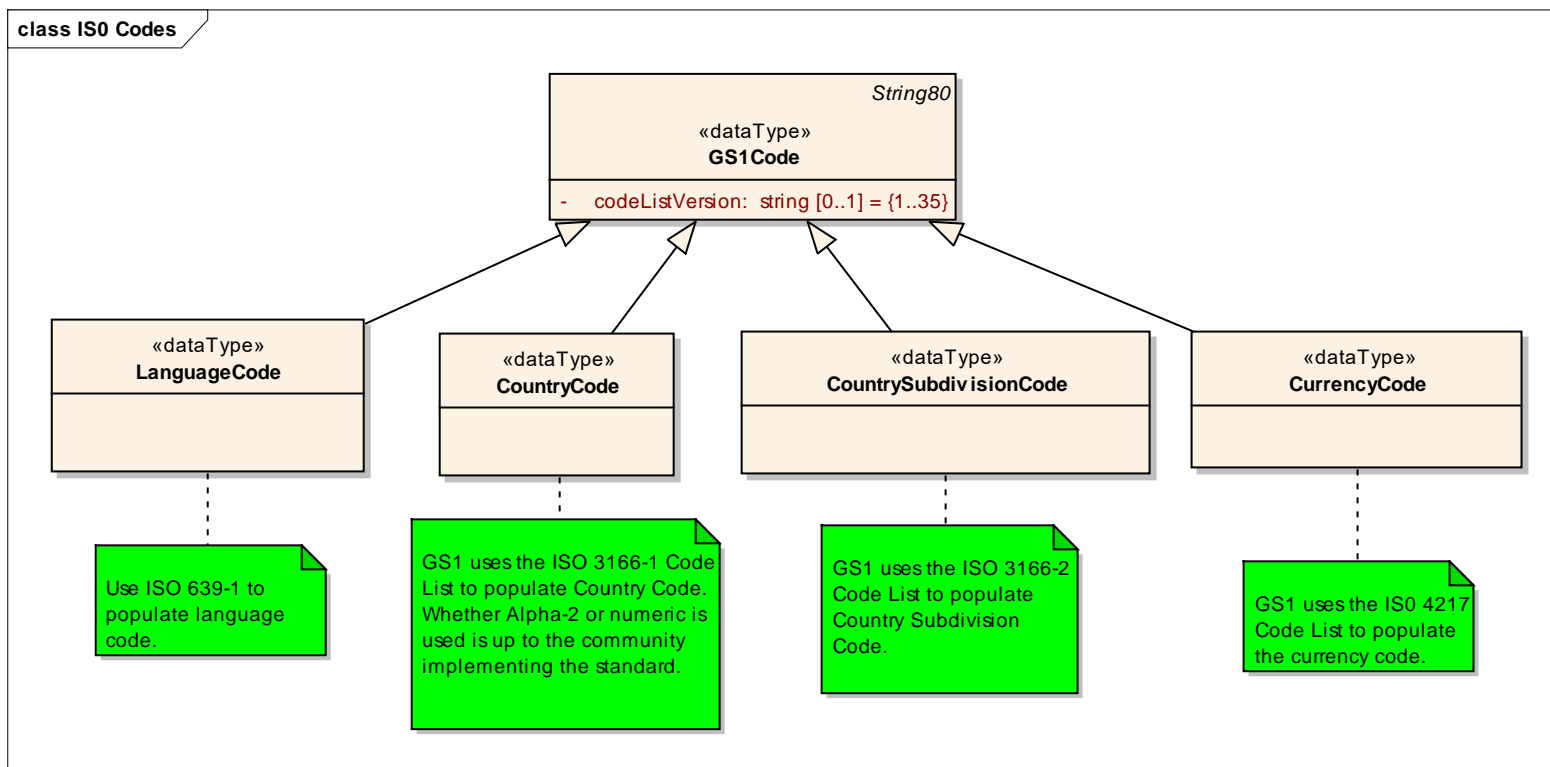 class IS0 Codes
String80
«dataType»
GS1Code
- codeListVersion: string [0..1] = {1..35}
«dataType»
LanguageCode
«dataType»
CountryCode
«dataType»
CountrySubdivisionCode
«dataType»
CurrencyCode
Use ISO 639-1 to
populate language
code.
GS1 uses the ISO 3166-1 Code
List to populate Country Code.
Whether Alpha-2 or numeric is
used is up to the community
implementing the standard.
GS1 uses the ISO 3166-2
Code List to populate
Country Subdivision
Code.
GS1 uses the IS0 4217
Code List to populate
the currency code.